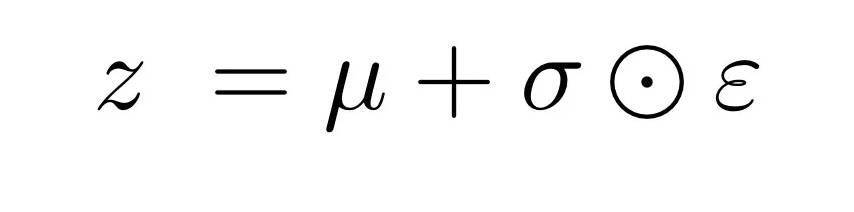 z = μ + σ ⊙ ε